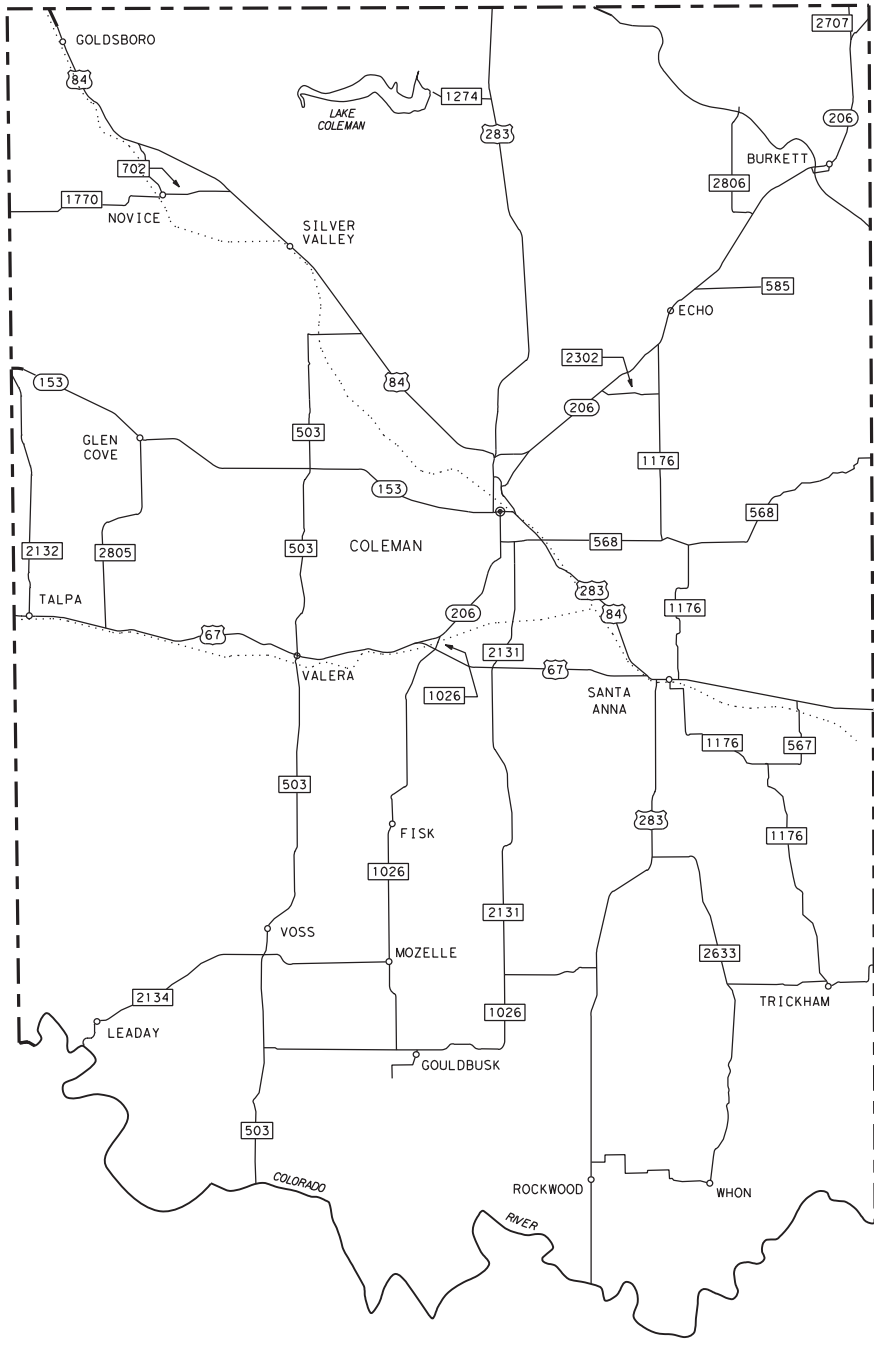 2707
GOLDSBORO
84
1274
LAKE
COLEMAN
206
283
BURKETT
702
2806
1770
NOVICE
SILVER
VALLEY
585
ECHO
2302
153
84
206
503
GLEN
COVE
1176
153
568
568
2132
2805
503
COLEMAN
283
TALPA
206
84
1176
67
2131
67
VALERA
1026
SANTA
ANNA
1176
567
503
283
FISK
1176
1026
2131
VOSS
MOZELLE
2633
2134
TRICKHAM
1026
LEADAY
GOULDBUSK
503
COLORADO
ROCKWOOD
WHON
RIVER